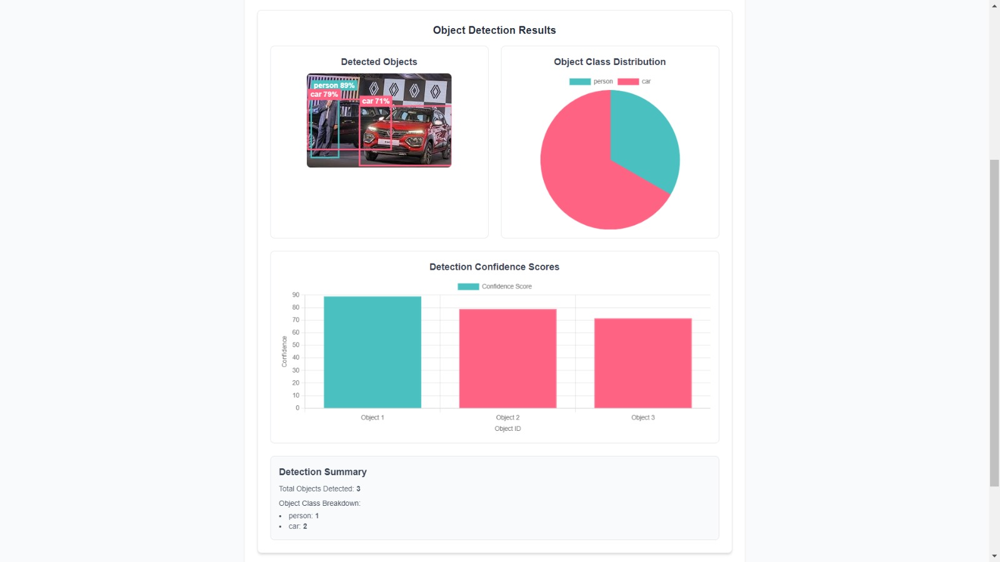 Object Detection Results
Detected Objects
person 89%
car 79%
car 71%
Object Class Distribution
person car
Detection Confidence Scores
Confidence Score
90
80
70
60
50
40
30
20
10
0
Confidence
Object 1 Object 2 Object 3
Object ID
Detection Summary
Total Objects Detected: 3
Object Class Breakdown:
• person: 1
• car: 2